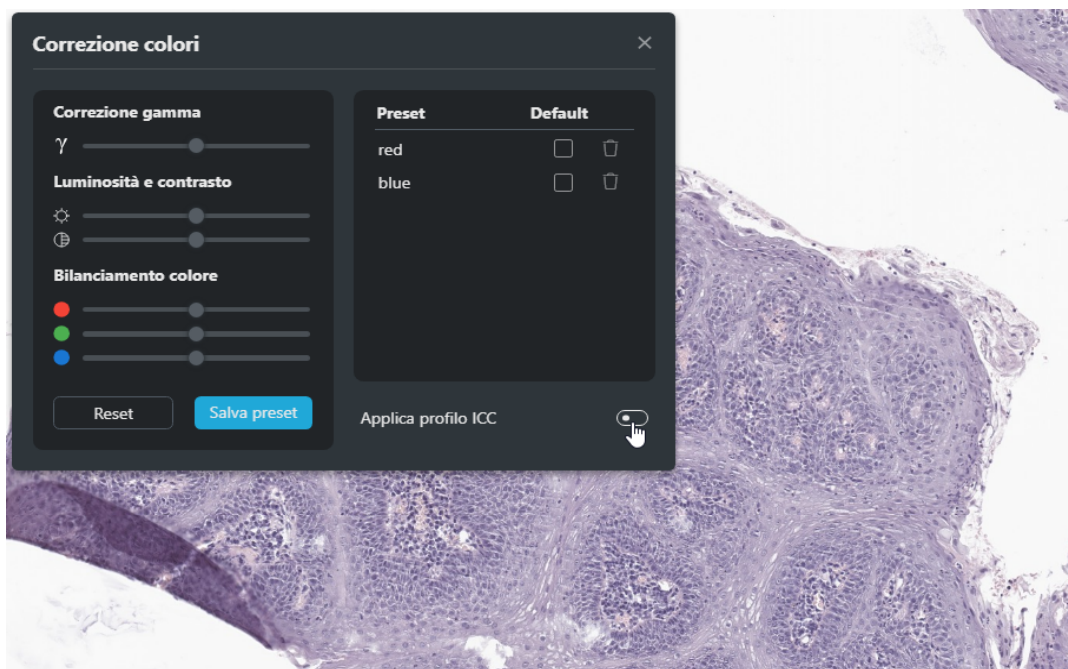 Correzione colori
Correzione gamma
γ
Luminosità e contrasto
Bilanciamento colore
Reset
Salva preset
Preset Default
red
blue
Applica profilo ICC